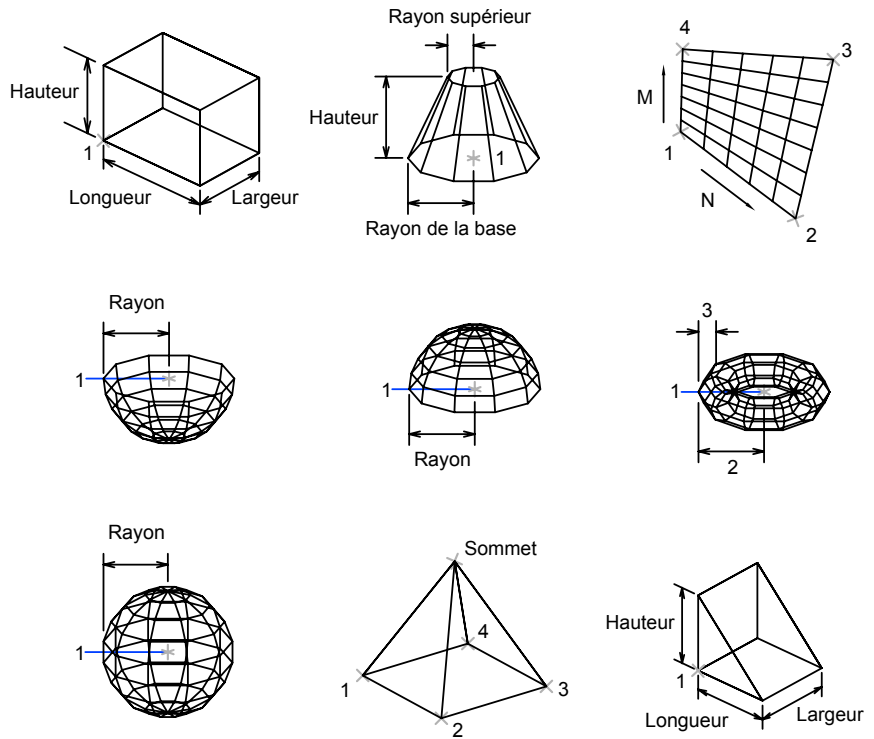 Hauteur
1
Longueur
Largeur
Rayon supérieur
Hauteur
1
Rayon de la base
4
3
M
1
N
2
Rayon
1
1
Rayon
3
1
2
Rayon
1
Sommet
4
1
3
2
Hauteur
1
Longueur
Largeur